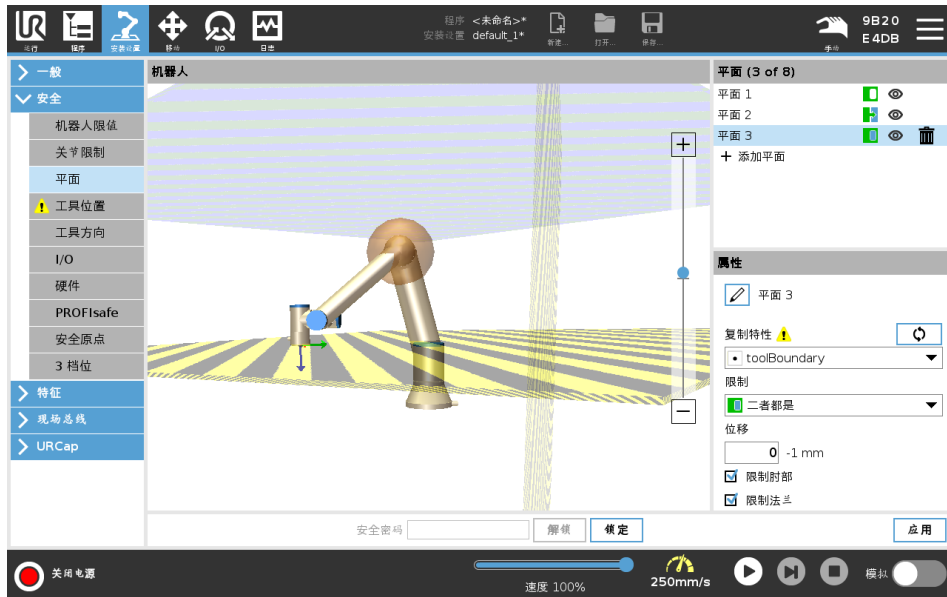 UR
运行
程序
安装设置
移动
I/O
日志
程序 <未命名>*
安装设置 default_1*
新建...
打开...
保存...
手动
9B20
E4DB
一般
安全
机器人限值
关节限制
平面
工具位置
工具方向
I/O
硬件
PROFIsafe
安全原点
3 档位
特征
现场总线
URCap
机器人
平面 (3 of 8)
平面 1
平面 2
平面 3
添加平面
属性
平面 3
复制特性
toolBoundary
限制
二者都是
位移
0 -1 mm
限制肘部
限制法兰
安全密码
解锁
锁定
应用
关闭电源
速度 100%
250mm/s
模拟